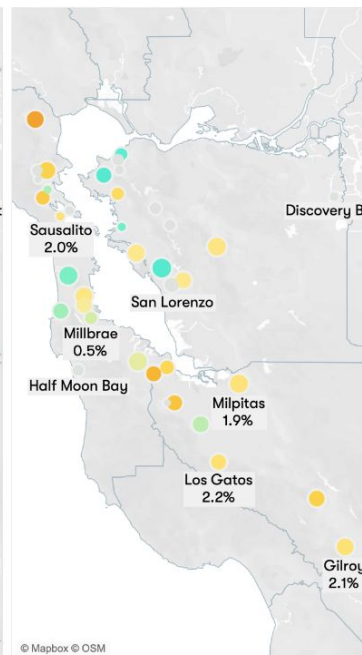 Discovery B
Sausalito
2.0%
San Lorenzo
Millbrae
0.5%
Half Moon Bay
Milpitas
1.9%
Los Gatos
2.2%
Gilroy
2.1%
© Mapbox © OSM